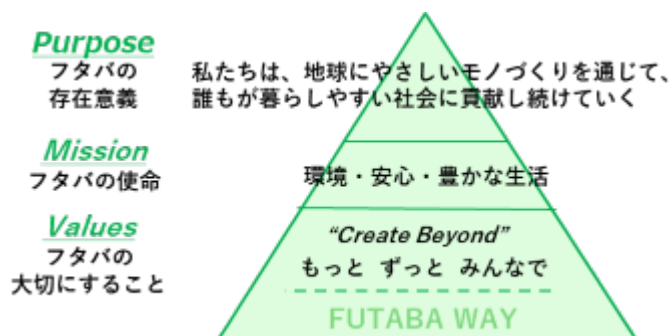 Purpose
フタバの
存在意義
私たちは、地球にやさしいモノづくりを通じて、
誰もが暮らしやすい社会に貢献し続けていく
Mission
フタバの使命
環境・安心・豊かな生活
Values
フタバの
大切にすること
“Create Beyond”
もっと ずっと みんなで
FUTABA WAY